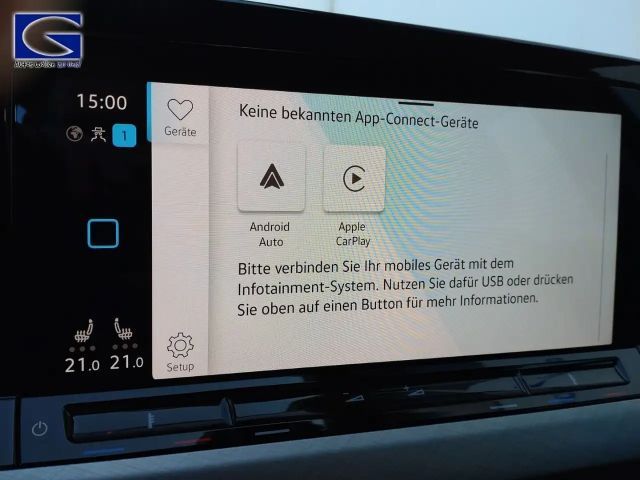 15:00
1
Geräte
Keine bekannten App-Connect-Geräte
Android
Auto
Apple
CarPlay
Bitte verbinden Sie Ihr mobiles Gerät mit dem
Infotainment-System. Nutzen Sie dafür USB oder drücken
Sie oben auf einen Button für mehr Informationen.
21.0 21.0
Setup